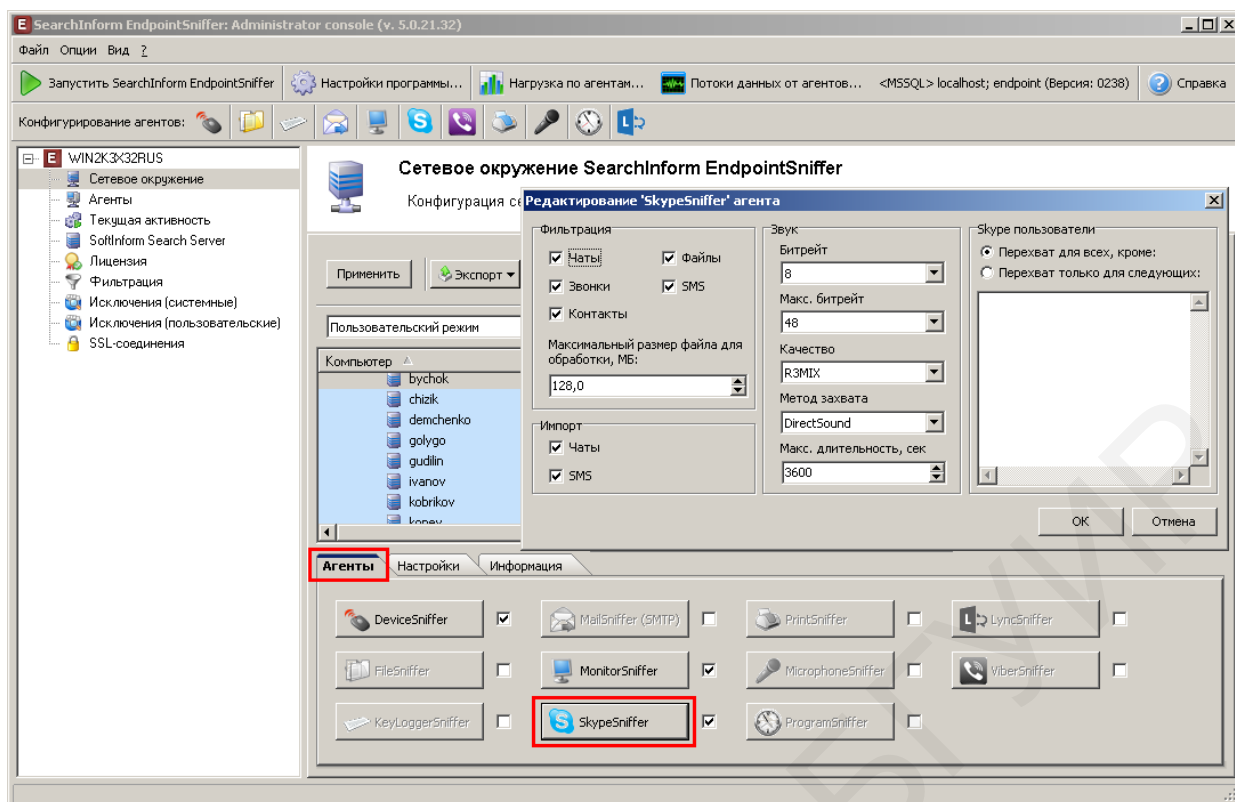 SearchInform EndpointSniffer: Administrator console (v. 5.0.21.32)
Файл Опции Вид ?
Запустить SearchInform EndpointSniffer Настройки программы... Нагрузка по агентам... Потоки данных от агентов... <MSSQL> localhost; endpoint (Версия: 0238) Справка
Конфигурирование агентов:
WIN2K3X32RUS
Сетевое окружение
Агенты
Текущая активность
SoftInform Search Server
Лицензия
Фильтрация
Исключения (системные)
Исключения (пользовательские)
SSL-соединения
Сетевое окружение SearchInform EndpointSniffer
Конфигурация се
Применить Экспорт
Пользовательский режим
Компьютер
bychok
chizik
demchenko
golygo
gudilin
ivanov
kobrikov
konev
Редактирование 'SkypeSniffer' агента
Фильтрация
Чаты Файлы
Звонки SMS
Контакты
Максимальный размер файла для
обработки, МБ:
128,0
Импорт
Чаты
SMS
Звук
Битрейт
8
Макс. битрейт
48
Качество
R3MIX
Метод захвата
DirectSound
Макс. длительность, сек
3600
Skype пользователи
Перехват для всех, кроме:
Перехват только для следующих:
ОК Отмена
Агенты Настройки Информация
DeviceSniffer MailSniffer (SMTP) PrintSniffer LyncSniffer
FileSniffer MonitorSniffer MicrophoneSniffer ViberSniffer
KeyLoggerSniffer SkypeSniffer ProgramSniffer
БГУИР